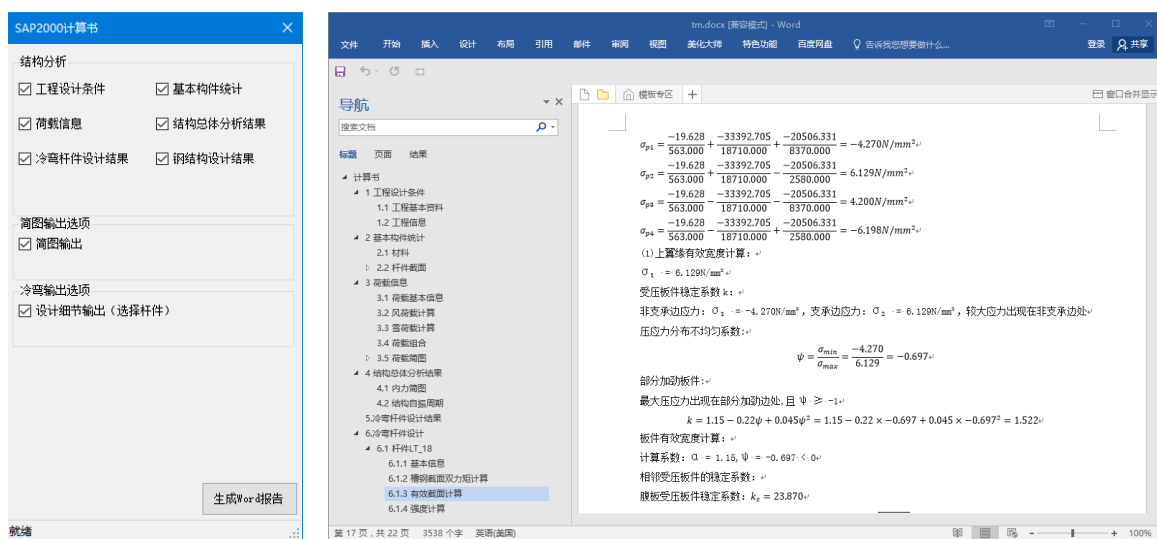 SAP2000计算书
结构分析
工程设计条件
基本构件统计
荷载信息
结构总体分析结果
冷弯杆件设计结果
钢结构设计结果
简图输出选项
简图输出
冷弯输出选项
设计细节输出（选择杆件）
生成Word报告
就绪
tm.docx [兼容模式] - Word
文件 开始 插入 设计 布局 引用 邮件 审阅 视图 美化大师 特色功能 百度网盘 告诉我您想要做什么... 登录 共享
模板专区
窗口合并显示
导航
搜索文档
标题 页面 结果
计算书
1 工程设计条件
1.1 工程基本资料
1.2 工程信息
2 基本构件统计
2.1 材料
2.2 杆件截面
3 荷载信息
3.1 荷载基本信息
3.2 风荷载计算
3.3 雪荷载计算
3.4 荷载组合
3.5 荷载简图
4 结构总体分析结果
4.1 内力简图
4.2 结构自振周期
5.冷弯杆件设计结果
6.冷弯杆件设计
6.1 杆件LT_18
6.1.1 基本信息
6.1.2 槽钢截面双力矩计算
6.1.3 有效截面计算
6.1.4 强度计算
σp1 = −19.628/563.000 + −33392.705/18710.000 + −20506.331/8370.000 = −4.270N/mm²
σp2 = −19.628/563.000 + −33392.705/18710.000 − −20506.331/2580.000 = 6.129N/mm²
σp3 = −19.628/563.000 − −33392.705/18710.000 − −20506.331/8370.000 = 4.200N/mm²
σp4 = −19.628/563.000 − −33392.705/18710.000 + −20506.331/2580.000 = −6.198N/mm²
(1)上翼缘有效宽度计算：
σ₁ = 6.129N/mm²
受压板件稳定系数 k：
非支承边应力：σ₁ = -4.270N/mm²，支承边应力：σ₂ = 6.129N/mm²，较大应力出现在非支承边处
压应力分布不均匀系数:
ψ = σmin/σmax = −4.270/6.129 = −0.697
部分加劲板件:
最大压应力出现在部分加劲边处,且 ψ ≥ -1
k = 1.15 − 0.22ψ + 0.045ψ² = 1.15 − 0.22 × −0.697 + 0.045 × −0.697² = 1.522
板件有效宽度计算：
计算系数：α = 1.15,ψ = -0.697 < 0
相邻受压板件的稳定系数：
腹板受压板件稳定系数：kc = 23.870
第 17 页，共 22 页 3538 个字 英语(美国)
100%